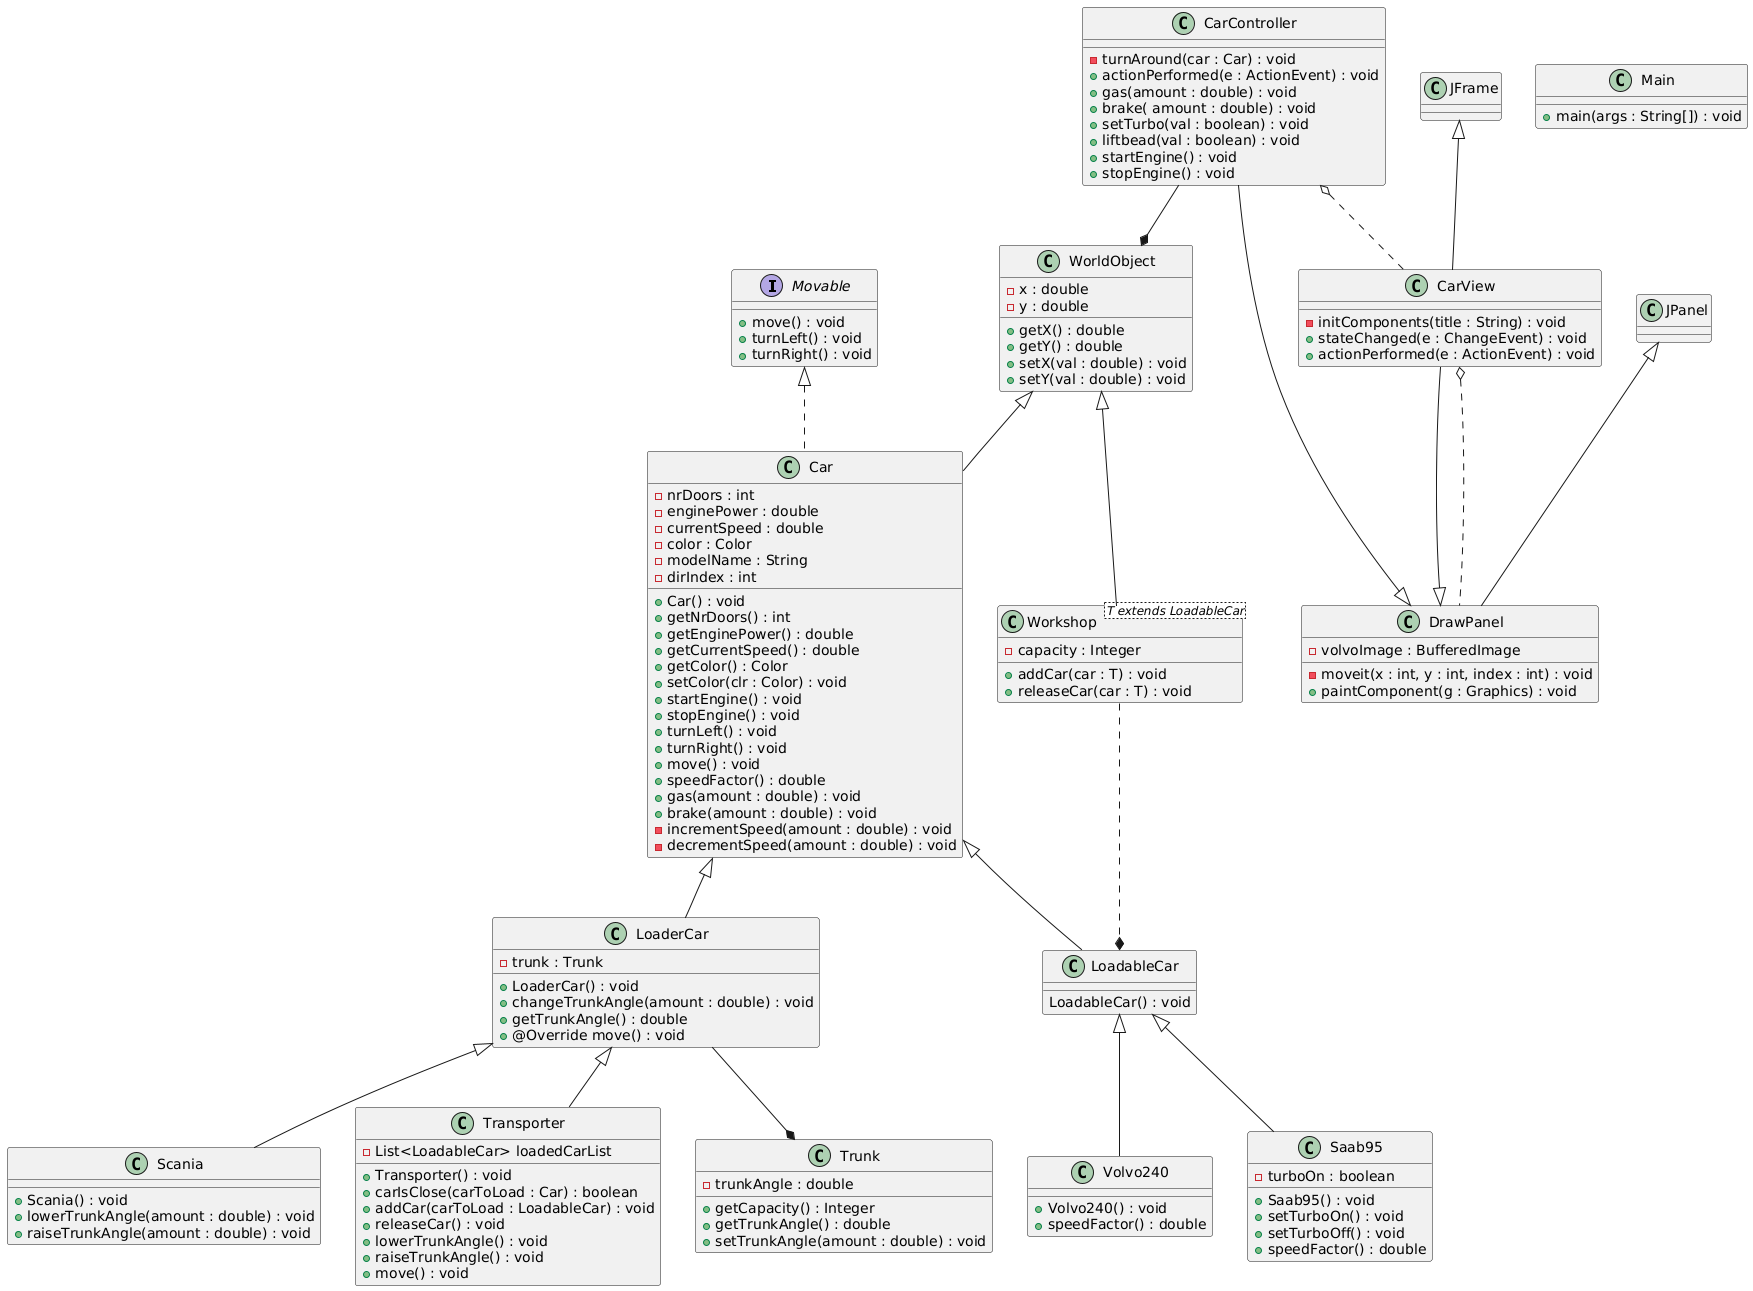 C CarController
turnAround(car : Car) : void
actionPerformed(e : ActionEvent) : void
gas(amount : double) : void
brake( amount : double) : void
setTurbo(val : boolean) : void
liftbead(val : boolean) : void
startEngine() : void
stopEngine() : void
C JFrame
C Main
main(args : String[]) : void
I Movable
move() : void
turnLeft() : void
turnRight() : void
C WorldObject
x : double
y : double
getX() : double
getY() : double
setX(val : double) : void
setY(val : double) : void
C CarView
initComponents(title : String) : void
stateChanged(e : ChangeEvent) : void
actionPerformed(e : ActionEvent) : void
C JPanel
C Car
nrDoors : int
enginePower : double
currentSpeed : double
color : Color
modelName : String
dirIndex : int
Car() : void
getNrDoors() : int
getEnginePower() : double
getCurrentSpeed() : double
getColor() : Color
setColor(clr : Color) : void
startEngine() : void
stopEngine() : void
turnLeft() : void
turnRight() : void
move() : void
speedFactor() : double
gas(amount : double) : void
brake(amount : double) : void
incrementSpeed(amount : double) : void
decrementSpeed(amount : double) : void
T extends LoadableCar
C Workshop
capacity : Integer
addCar(car : T) : void
releaseCar(car : T) : void
C DrawPanel
volvoImage : BufferedImage
moveit(x : int, y : int, index : int) : void
paintComponent(g : Graphics) : void
C LoaderCar
trunk : Trunk
LoaderCar() : void
changeTrunkAngle(amount : double) : void
getTrunkAngle() : double
@Override move() : void
C LoadableCar
LoadableCar() : void
C Scania
Scania() : void
lowerTrunkAngle(amount : double) : void
raiseTrunkAngle(amount : double) : void
C Transporter
List<LoadableCar> loadedCarList
Transporter() : void
carIsClose(carToLoad : Car) : boolean
addCar(carToLoad : LoadableCar) : void
releaseCar() : void
lowerTrunkAngle() : void
raiseTrunkAngle() : void
move() : void
C Trunk
trunkAngle : double
getCapacity() : Integer
getTrunkAngle() : double
setTrunkAngle(amount : double) : void
C Volvo240
Volvo240() : void
speedFactor() : double
C Saab95
turboOn : boolean
Saab95() : void
setTurboOn() : void
setTurboOff() : void
speedFactor() : double